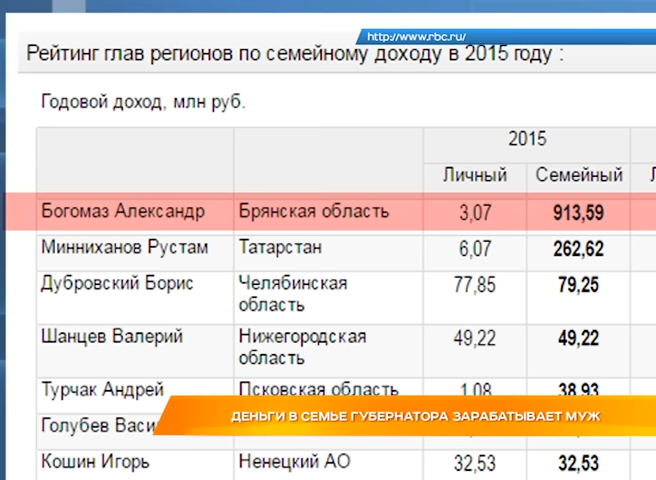 http://www.rbc.ru/
Рейтинг глав регионов по семейному доходу в 2015 году :
Годовой доход, млн руб.
2015
Личный Семейный
Богомаз Александр Брянская область 3,07 913,59
Минниханов Рустам Татарстан 6,07 262,62
Дубровский Борис Челябинская область 77,85 79,25
Шанцев Валерий Нижегородская область 49,22 49,22
Турчак Андрей Псковская область 1,08 38,93
ДЕНЬГИ В СЕМЬЕ ГУБЕРНАТОРА ЗАРАБАТЫВАЕТ МУЖ
Голубев
Кошин Игорь Ненецкий АО 32,53 32,53